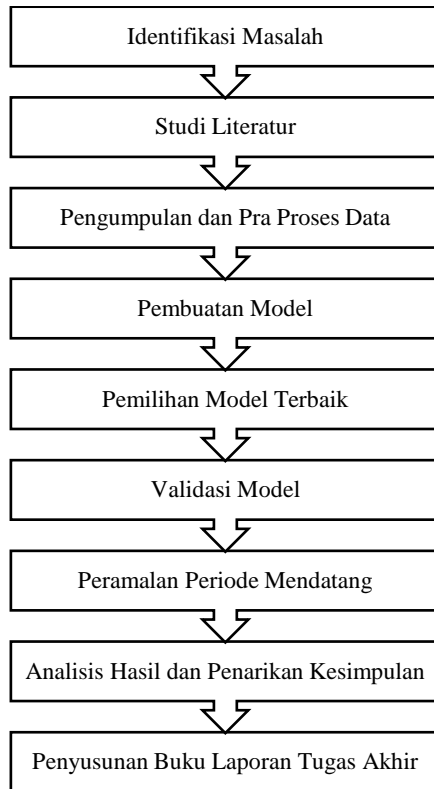 Identifikasi Masalah
Studi Literatur
Pengumpulan dan Pra Proses Data
Pembuatan Model
Pemilihan Model Terbaik
Validasi Model
Peramalan Periode Mendatang
Analisis Hasil dan Penarikan Kesimpulan
Penyusunan Buku Laporan Tugas Akhir